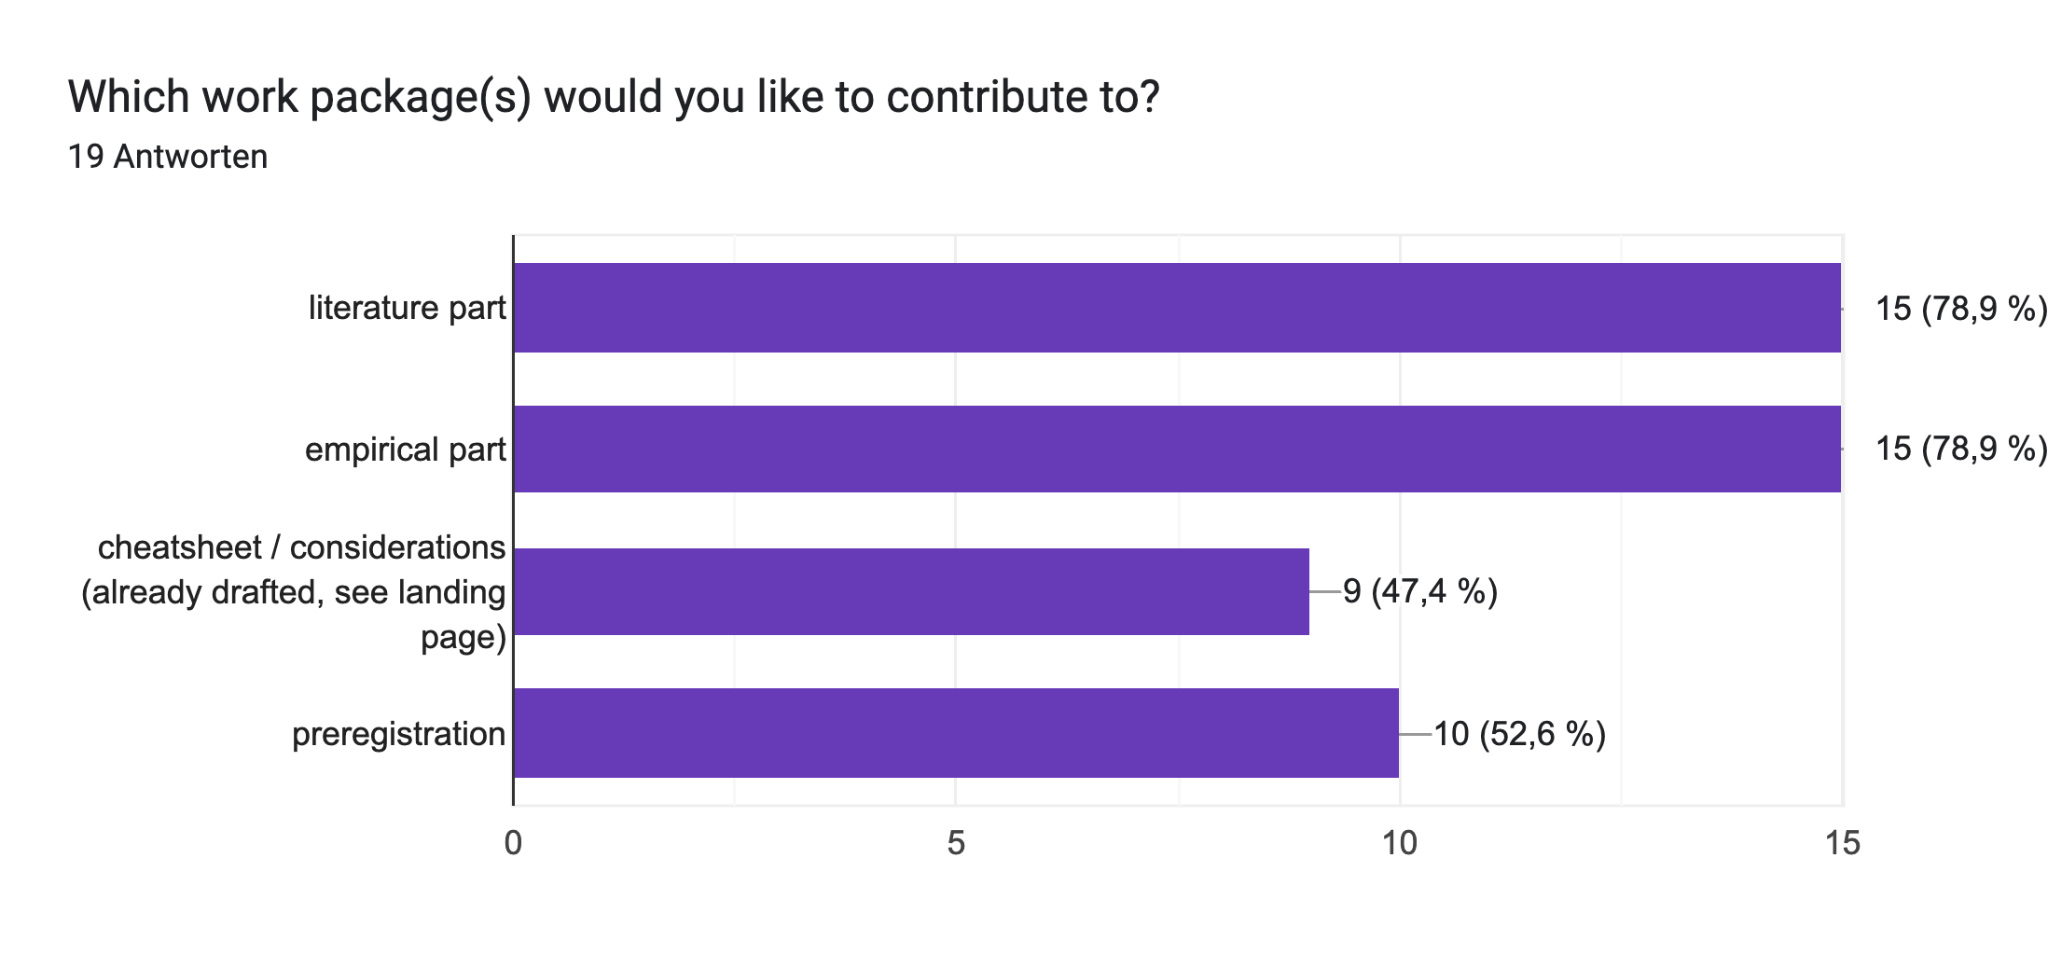 Which work package(s) would you like to contribute to?
19 Antworten
literature part
15 (78,9 %)
empirical part
15 (78,9 %)
cheatsheet / considerations
(already drafted, see landing
page)
9 (47,4 %)
preregistration
10 (52,6 %)
0
5
10
15